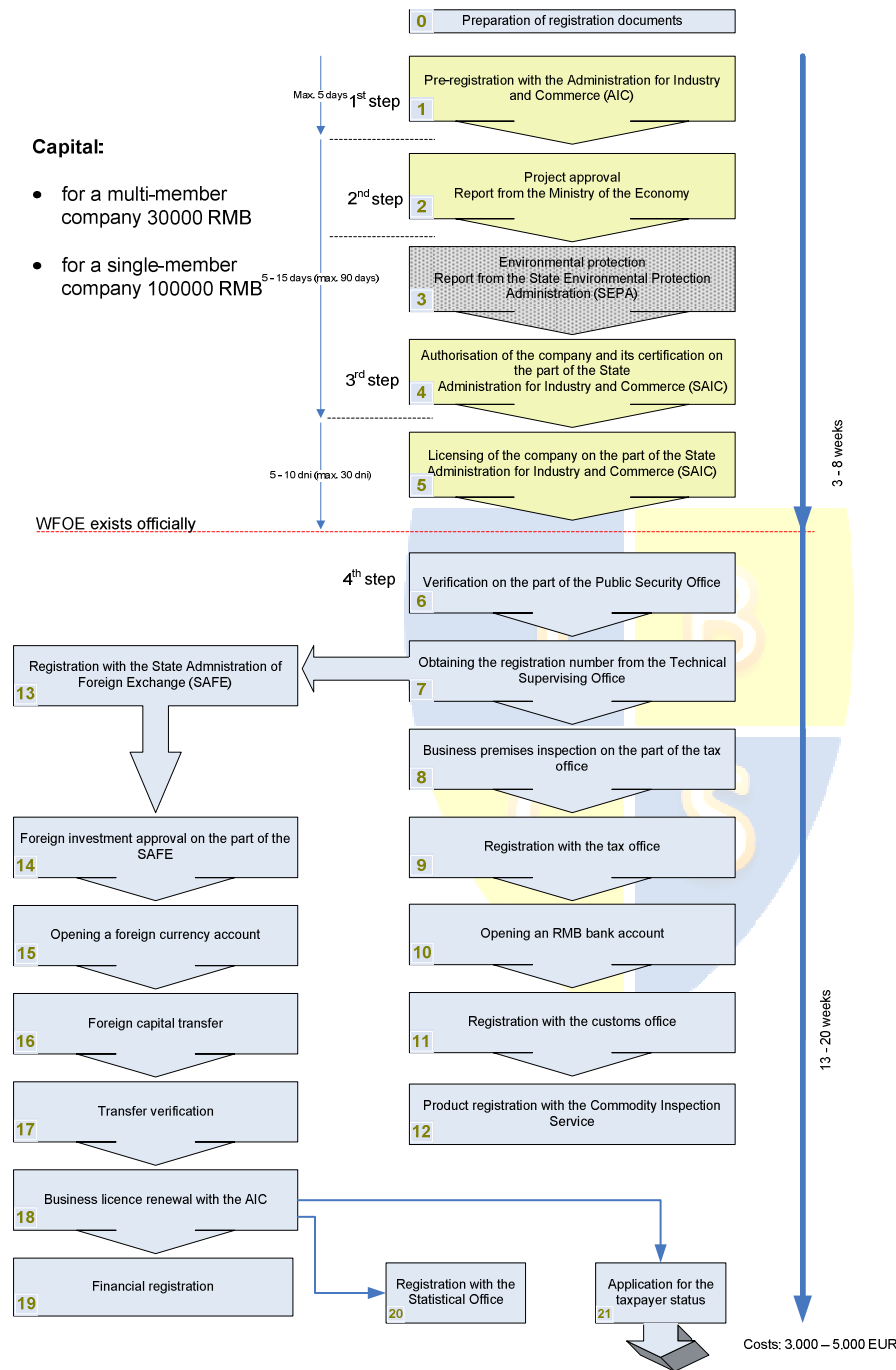 0
Preparation of registration documents
Max. 5 days
1st step
Pre-registration with the Administration for Industry
and Commerce (AIC)
1
Capital:
• for a multi-member
company 30000 RMB
• for a single-member
company 100000 RMB
2nd step
Project approval
Report from the Ministry of the Economy
2
5 – 15 days (max. 90 days)
Environmental protection
Report from the State Environmental Protection
Administration (SEPA)
3
3rd step
Authorisation of the company and its certification on
the part of the State
Administration for Industry and Commerce (SAIC)
4
5 – 10 dni (max. 30 dni)
Licensing of the company on the part of the State
Administration for Industry and Commerce (SAIC)
5
3 - 8 weeks
WFOE exists officially
4th step
Verification on the part of the Public Security Office
6
Registration with the State Admnistration of
Foreign Exchange (SAFE)
13
Obtaining the registration number from the Technical
Supervising Office
7
B
Business premises inspection on the part of the tax
office
8
S
Foreign investment approval on the part of the
SAFE
14
Registration with the tax office
9
Opening a foreign currency account
15
Opening an RMB bank account
10
Foreign capital transfer
16
Registration with the customs office
11
13 - 20 weeks
Transfer verification
17
Product registration with the Commodity Inspection
Service
12
Business licence renewal with the AIC
18
Financial registration
19
Registration with the
Statistical Office
20
Application for the
taxpayer status
21
Costs: 3.000 – 5.000 EUR